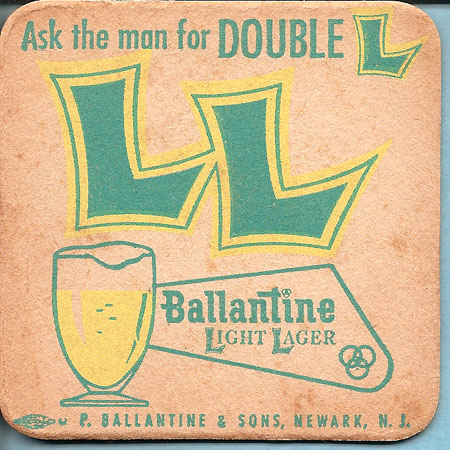 Ask the man for DOUBLE L
LL
Ballantine
LIGHT LAGER
P. BALLANTINE & SONS, NEWARK, N. J.